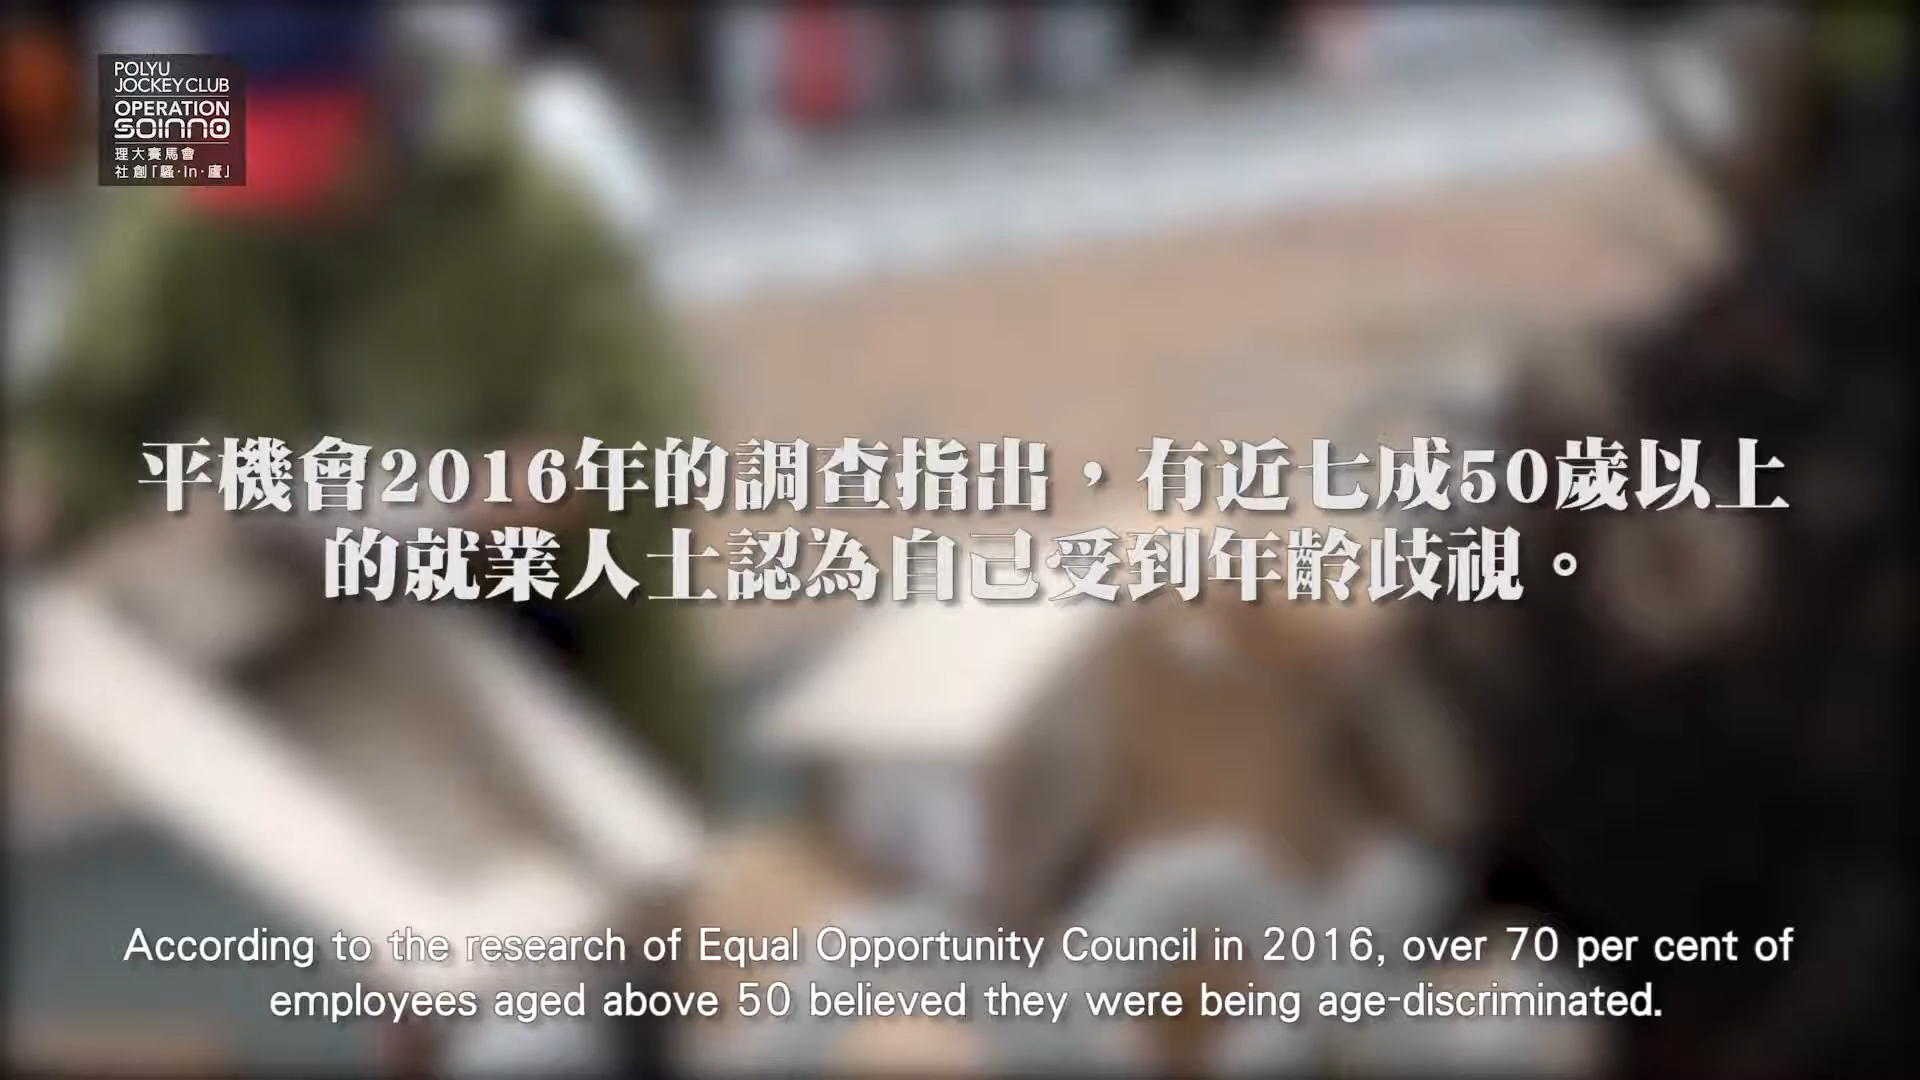 POLYU
JOCKEY CLUB
OPERATION
SOINNO
理大賽馬會
社創「騷·In·廬」
平機會2016年的調查指出，有近七成50歲以上
的就業人士認為自己受到年齡歧視。
According to the research of Equal Opportunity Council in 2016, over 70 per cent of
employees aged above 50 believed they were being age-discriminated.